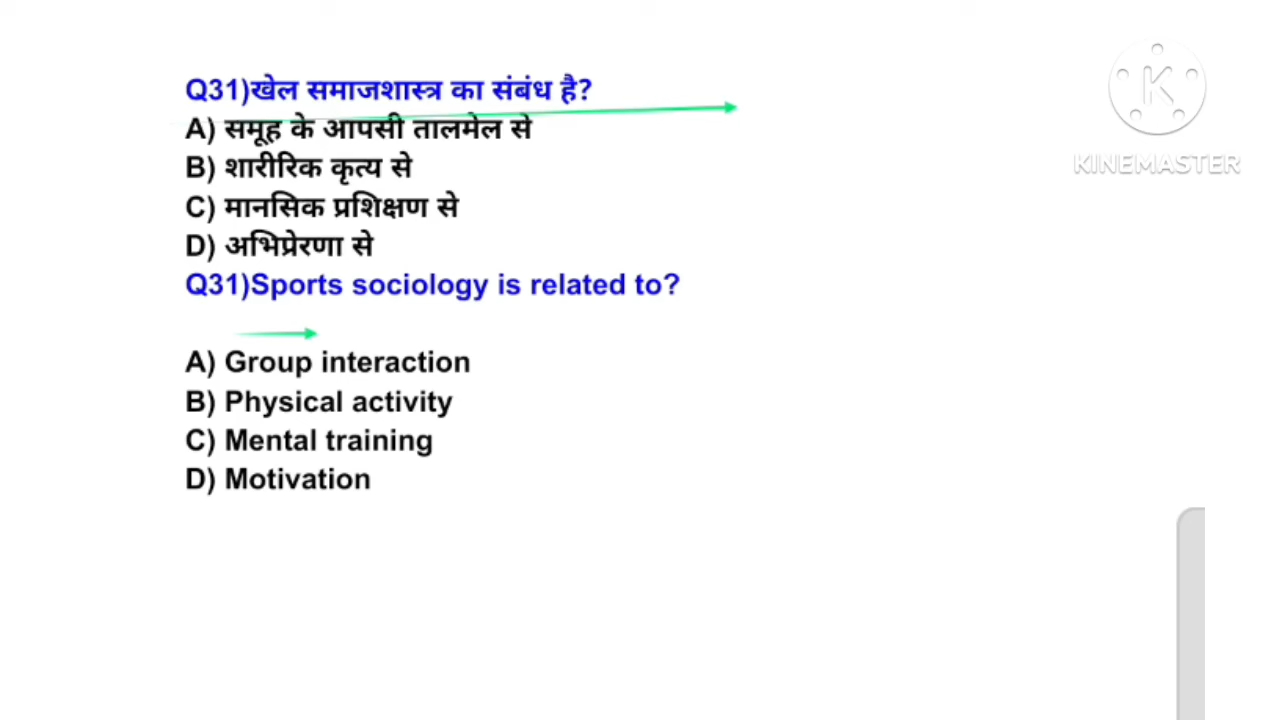 Q31)खेल समाजशास्त्र का संबंध है?
A) समूह के आपसी तालमेल से
B) शारीरिक कृत्य से
C) मानसिक प्रशिक्षण से
D) अभिप्रेरणा से
Q31)Sports sociology is related to?
A) Group interaction
B) Physical activity
C) Mental training
D) Motivation
K
KINEMASTER